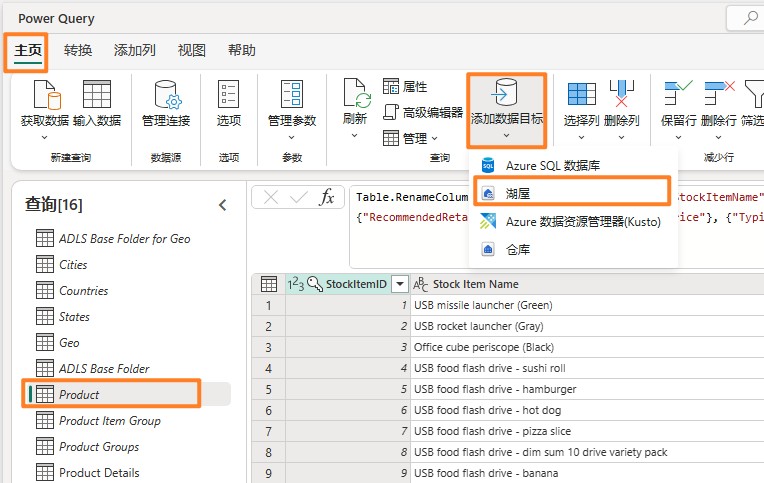 Power Query
主页 转换 添加列 视图 帮助
获取数据 输入数据 管理连接 选项 管理参数 刷新 属性 高级编辑器 管理 添加数据目标 选择列 删除列 保留行 删除行
新建查询 数据源 选项 参数 查询 减少行
Azure SQL 数据库
湖屋
Azure 数据资源管理器(Kusto)
仓库
查询[16]
fx
Table.RenameColum StockItemName"
{"RecommendedReta ice"}, {"Typi
ADLS Base Folder for Geo
Cities
Countries
States
Geo
ADLS Base Folder
Product
Product Item Group
Product Groups
Product Details
123 StockItemID ABC Stock Item Name
1 1 USB missile launcher (Green)
2 2 USB rocket launcher (Gray)
3 3 Office cube periscope (Black)
4 4 USB food flash drive - sushi roll
5 5 USB food flash drive - hamburger
6 6 USB food flash drive - hot dog
7 7 USB food flash drive - pizza slice
8 8 USB food flash drive - dim sum 10 drive variety pack
9 9 USB food flash drive - banana